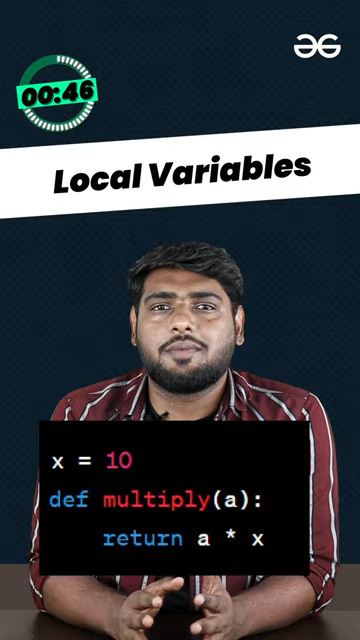 00:46
Local Variables
x = 10
def multiply(a):
    return a * x